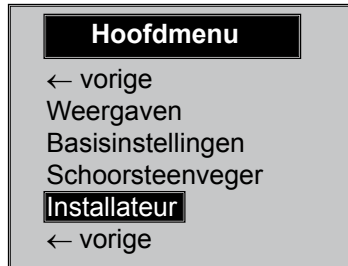 Hoofdmenu
← vorige
Weergaven
Basisinstellingen
Schoorsteenveger
Installateur
← vorige